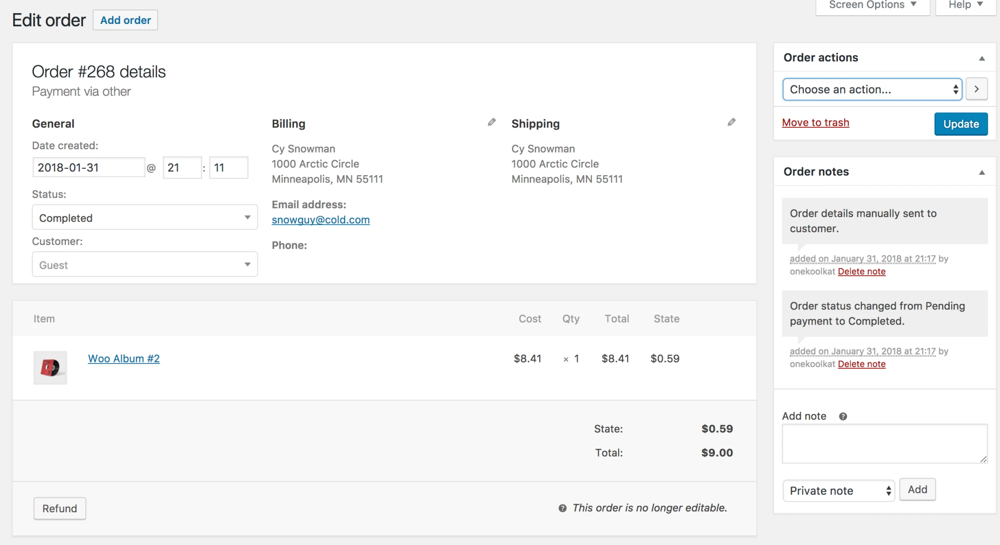 Screen Options ▼
Help ▼
Edit order
Add order
Order #268 details
Payment via other
General
Date created:
2018-01-31 @ 21 : 11
Status:
Completed
Customer:
Guest
Billing
Cy Snowman
1000 Arctic Circle
Minneapolis, MN 55111
Email address:
snowguy@cold.com
Phone:
Shipping
Cy Snowman
1000 Arctic Circle
Minneapolis, MN 55111
Item Cost Qty Total State
Woo Album #2 $8.41 × 1 $8.41 $0.59
State: $0.59
Total: $9.00
Refund
This order is no longer editable.
Order actions
Choose an action...
Move to trash
Update
Order notes
Order details manually sent to
customer.
added on January 31, 2018 at 21:17 by
onekoolkat Delete note
Order status changed from Pending
payment to Completed.
added on January 31, 2018 at 21:17 by
onekoolkat Delete note
Add note
Private note
Add